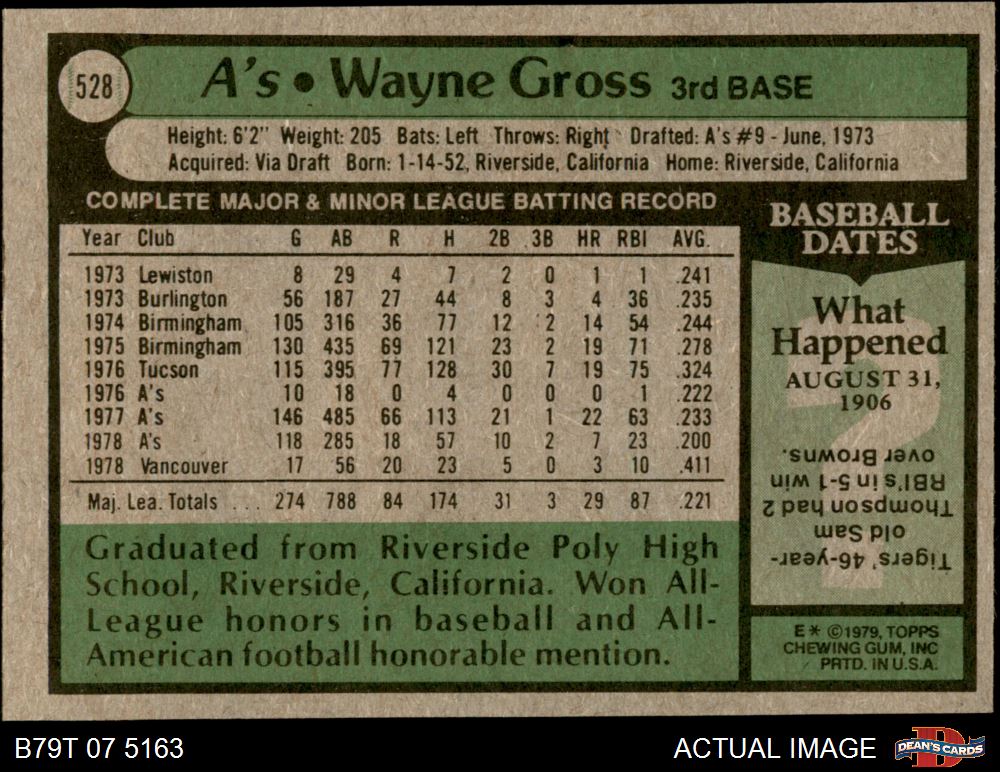 528
A's • Wayne Gross 3rd BASE
Height: 6'2" Weight: 205 Bats: Left Throws: Right Drafted: A's #9 - June, 1973
Acquired: Via Draft Born: 1-14-52, Riverside, California Home: Riverside, California
COMPLETE MAJOR & MINOR LEAGUE BATTING RECORD
Year Club G AB R H 2B 3B HR RBI AVG.
1973 Lewiston 8 29 4 7 2 0 1 1 .241
1973 Burlington 56 187 27 44 8 3 4 36 .235
1974 Birmingham 105 316 36 77 12 2 14 54 .244
1975 Birmingham 130 435 69 121 23 2 19 71 .278
1976 Tucson 115 395 77 128 30 7 19 75 .324
1976 A's 10 18 0 4 0 0 0 1 .222
1977 A's 146 485 66 113 21 1 22 63 .233
1978 A's 118 285 18 57 10 2 7 23 .200
1978 Vancouver 17 56 20 23 5 0 3 10 .411
Maj. Lea. Totals ... 274 788 84 174 31 3 29 87 .221
Graduated from Riverside Poly High
School, Riverside, California. Won All-
League honors in baseball and All-
American football honorable mention.
BASEBALL
DATES
What
Happened
AUGUST 31,
1906
?
Tigers' 46-year-
old Sam
Thompson had 2
RBI's in 5-1 win
over Browns.
E* ©1979, TOPPS
CHEWING GUM, INC
PRTD. IN U.S.A.
B79T 07 5163
ACTUAL IMAGE
D
DEAN'S CARDS